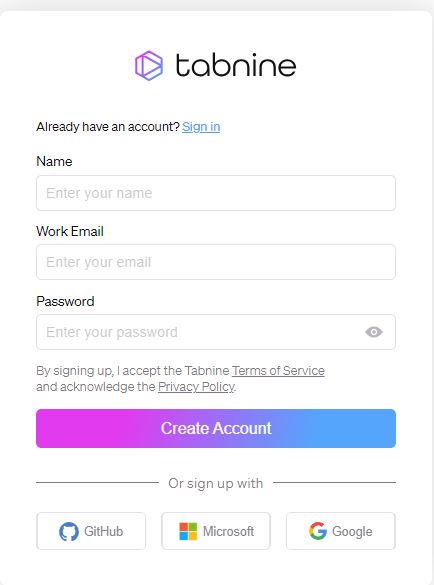 tabnine
Already have an account? Sign in
Name
Enter your name
Work Email
Enter your email
Password
Enter your password
By signing up, I accept the Tabnine Terms of Service
and acknowledge the Privacy Policy.
Create Account
Or sign up with
GitHub
Microsoft
Google